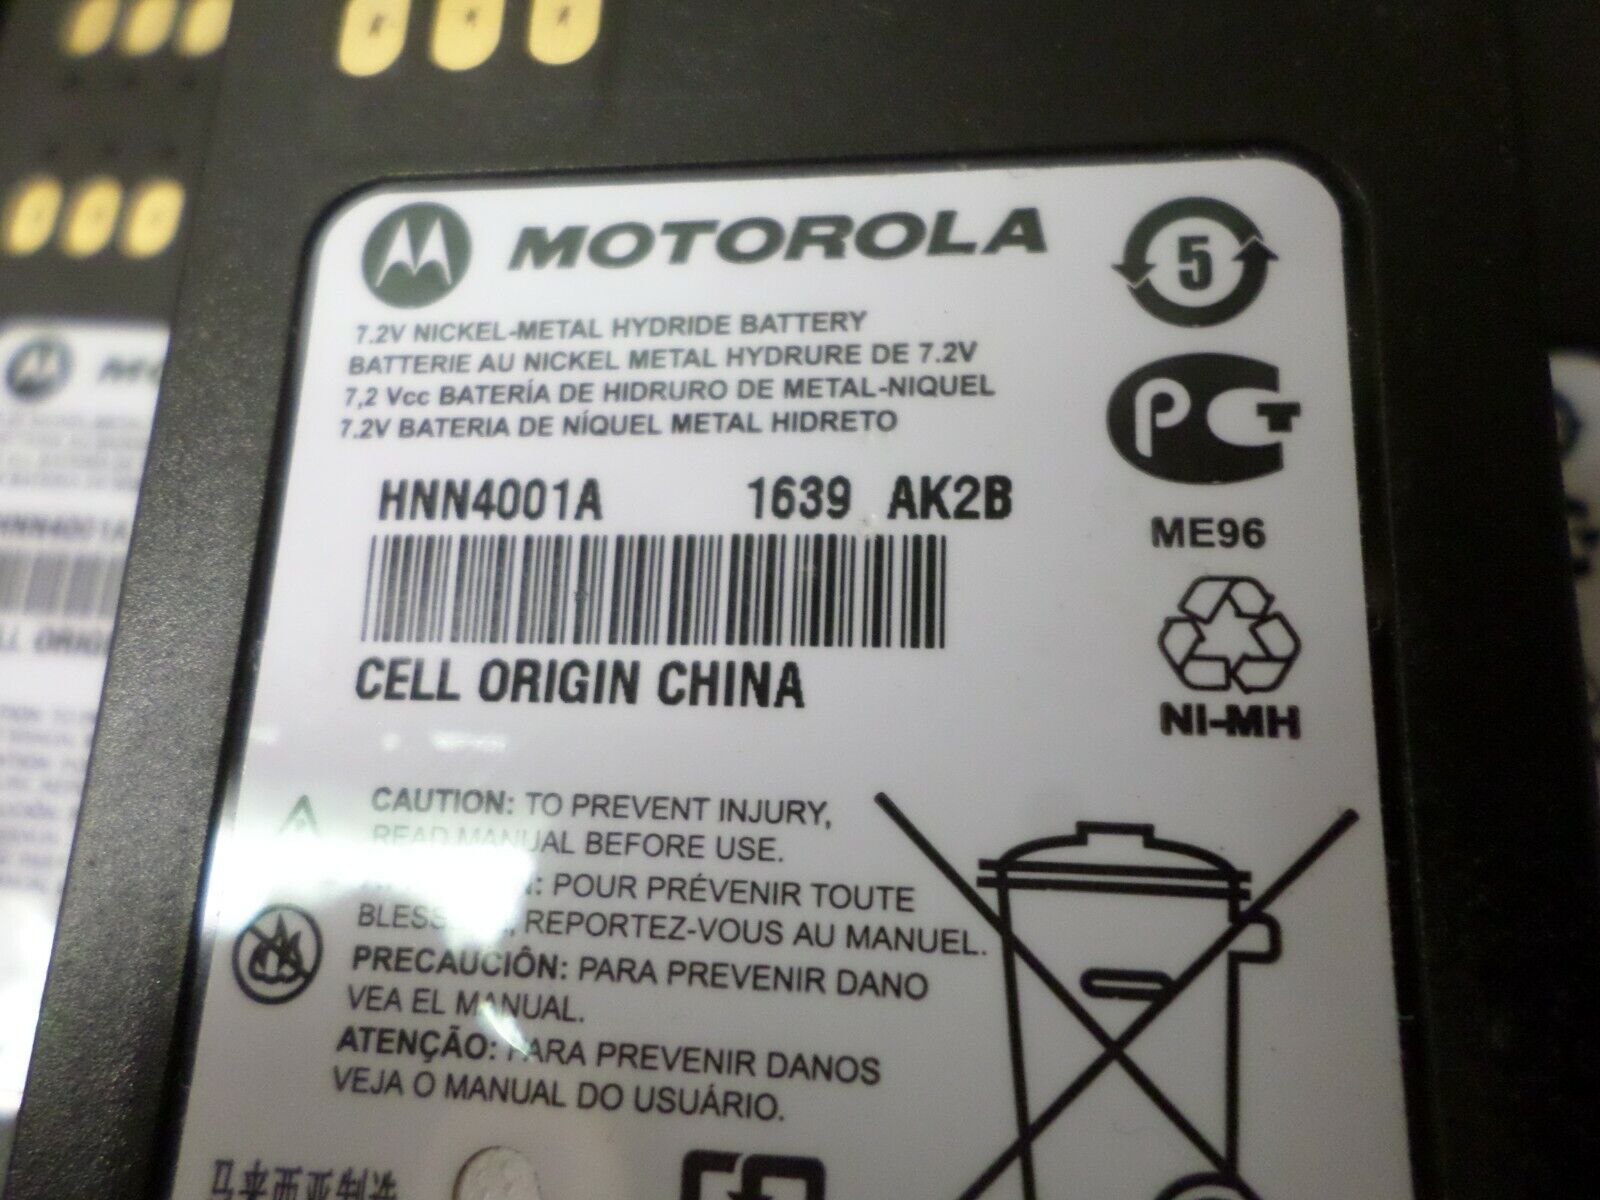 MOTOROLA
5
7.2V NICKEL-METAL HYDRIDE BATTERY
BATTERIE AU NICKEL METAL HYDRURE DE 7.2V
7,2 Vcc BATERÍA DE HIDRURO DE METAL-NIQUEL
7.2V BATERIA DE NÍQUEL METAL HIDRETO
PCT
HNN4001A 1639 AK2B
ME96
CELL ORIGIN CHINA
NI-MH
CAUTION: TO PREVENT INJURY,
READ MANUAL BEFORE USE.
POUR PRÉVENIR TOUTE
REPORTEZ-VOUS AU MANUEL.
PRECAUCIÔN: PARA PREVENIR DANO
VEA EL MANUAL.
ATENÇÃO: PARA PREVENIR DANOS
VEJA O MANUAL DO USUÁRIO.
马来西亚制造
HNN4001A